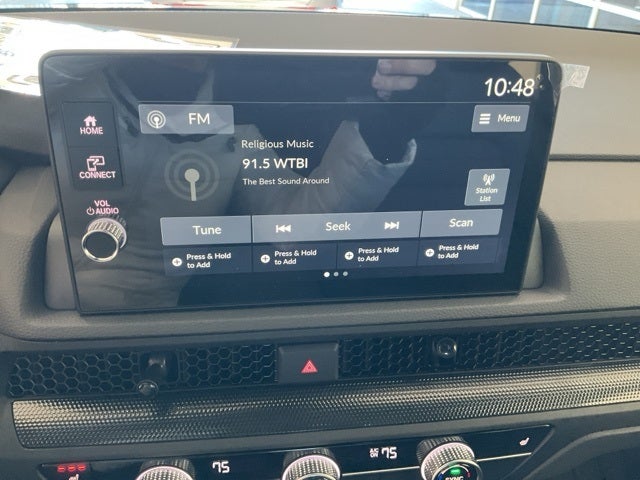 10:48
HOME
FM
Menu
Religious Music
CONNECT
91.5 WTBI
The Best Sound Around
Station
List
VOL
AUDIO
Tune
Seek
Scan
Press & Hold
to Add
Press & Hold
to Add
Press & Hold
to Add
Press & Hold
to Add
75
A/C
ON
75
SYNC